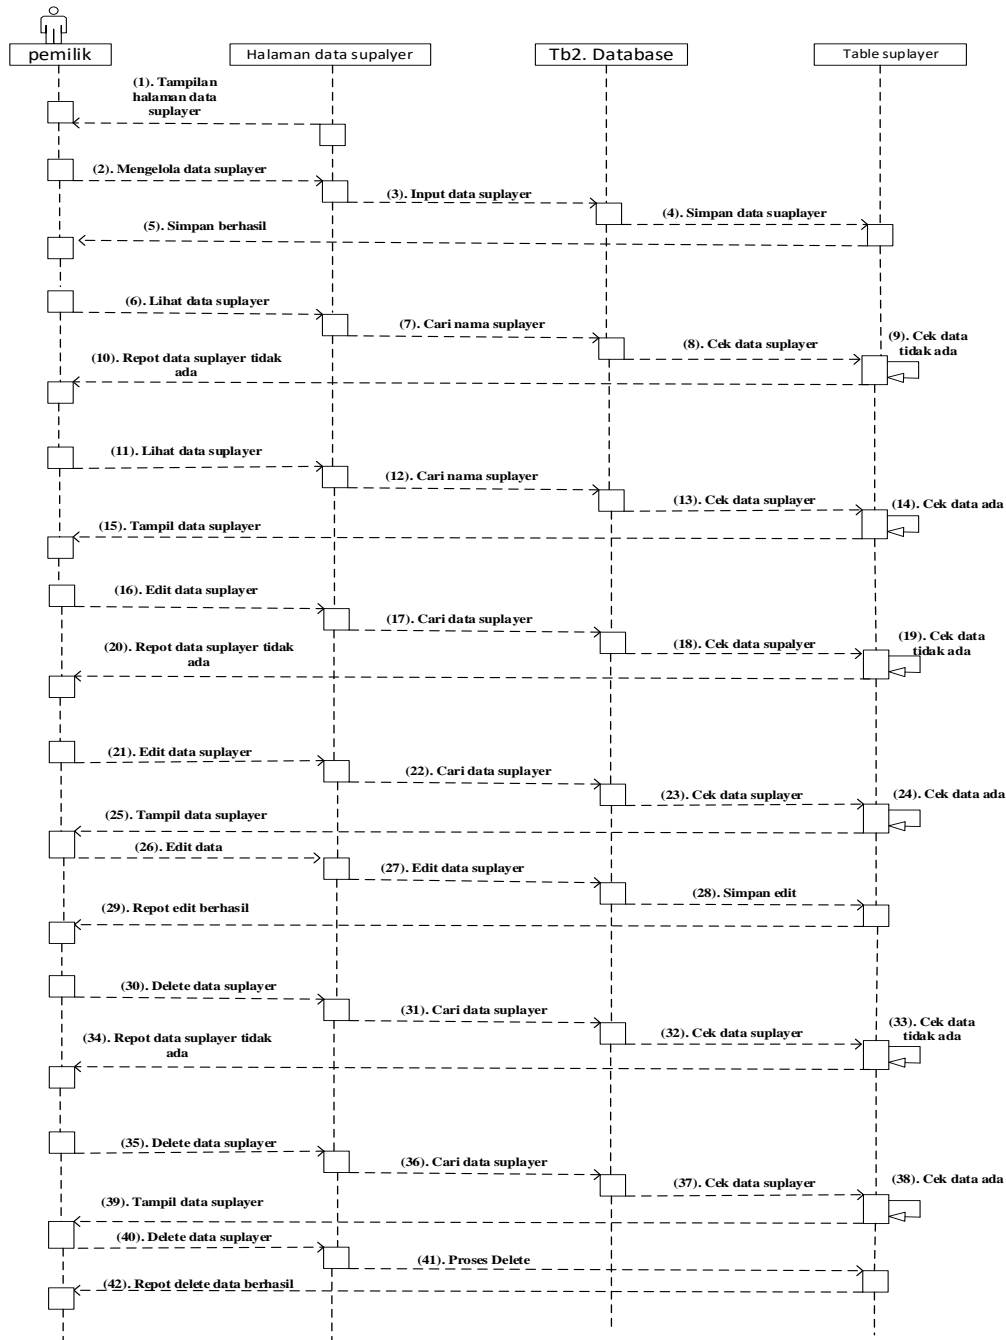 pemilik
Halaman data supalyer
Tb2. Database
Table suplayer
(1). Tampilan
halaman data
suplayer
(2). Mengelola data suplayer
(3). Input data suplayer
(4). Simpan data suaplayer
(5). Simpan berhasil
(6). Lihat data suplayer
(7). Cari nama suplayer
(8). Cek data suplayer
(9). Cek data
tidak ada
(10). Repot data suplayer tidak
ada
(11). Lihat data suplayer
(12). Cari nama suplayer
(13). Cek data suplayer
(14). Cek data ada
(15). Tampil data suplayer
(16). Edit data suplayer
(17). Cari data suplayer
(18). Cek data supalyer
(19). Cek data
tidak ada
(20). Repot data suplayer tidak
ada
(21). Edit data suplayer
(22). Cari data suplayer
(23). Cek data suplayer
(24). Cek data ada
(25). Tampil data suplayer
(26). Edit data
(27). Edit data suplayer
(28). Simpan edit
(29). Repot edit berhasil
(30). Delete data suplayer
(31). Cari data suplayer
(32). Cek data suplayer
(33). Cek data
tidak ada
(34). Repot data suplayer tidak
ada
(35). Delete data suplayer
(36). Cari data suplayer
(37). Cek data suplayer
(38). Cek data ada
(39). Tampil data suplayer
(40). Delete data suplayer
(41). Proses Delete
(42). Repot delete data berhasil